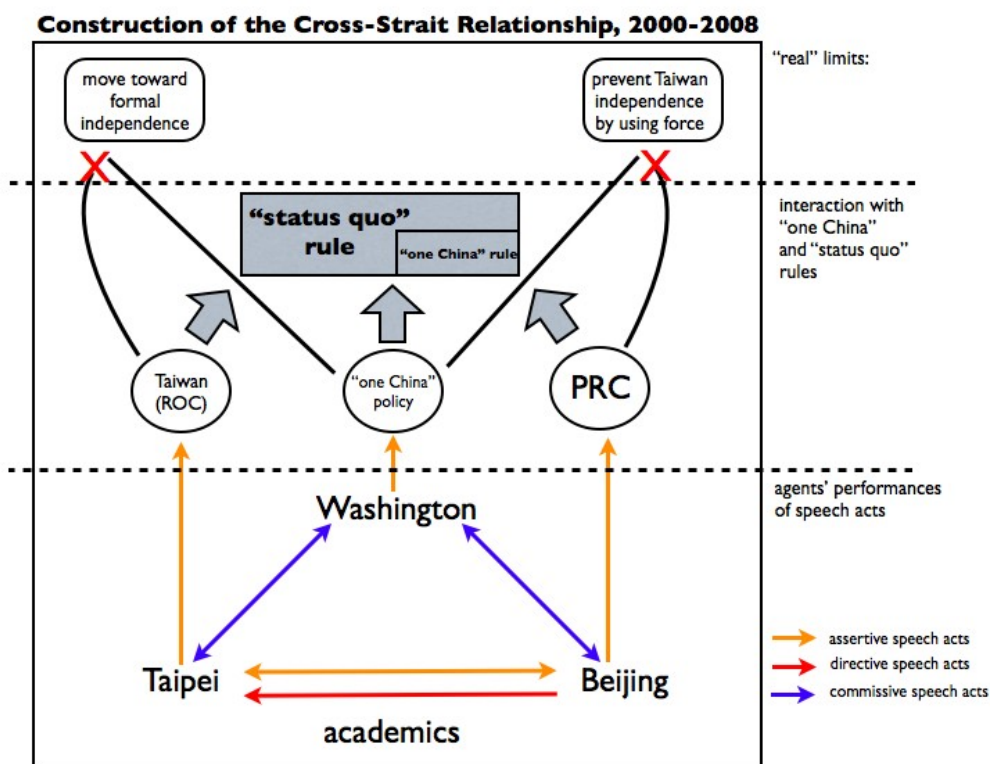 Construction of the Cross-Strait Relationship, 2000-2008
move toward
formal
independence
prevent Taiwan
independence
by using force
"real" limits:
X
X
"status quo"
rule
"one China" rule
interaction with
"one China"
and "status quo"
rules
Taiwan
(ROC)
"one China"
policy
PRC
Washington
agents' performances
of speech acts
Taipei
Beijing
academics
assertive speech acts
directive speech acts
commissive speech acts